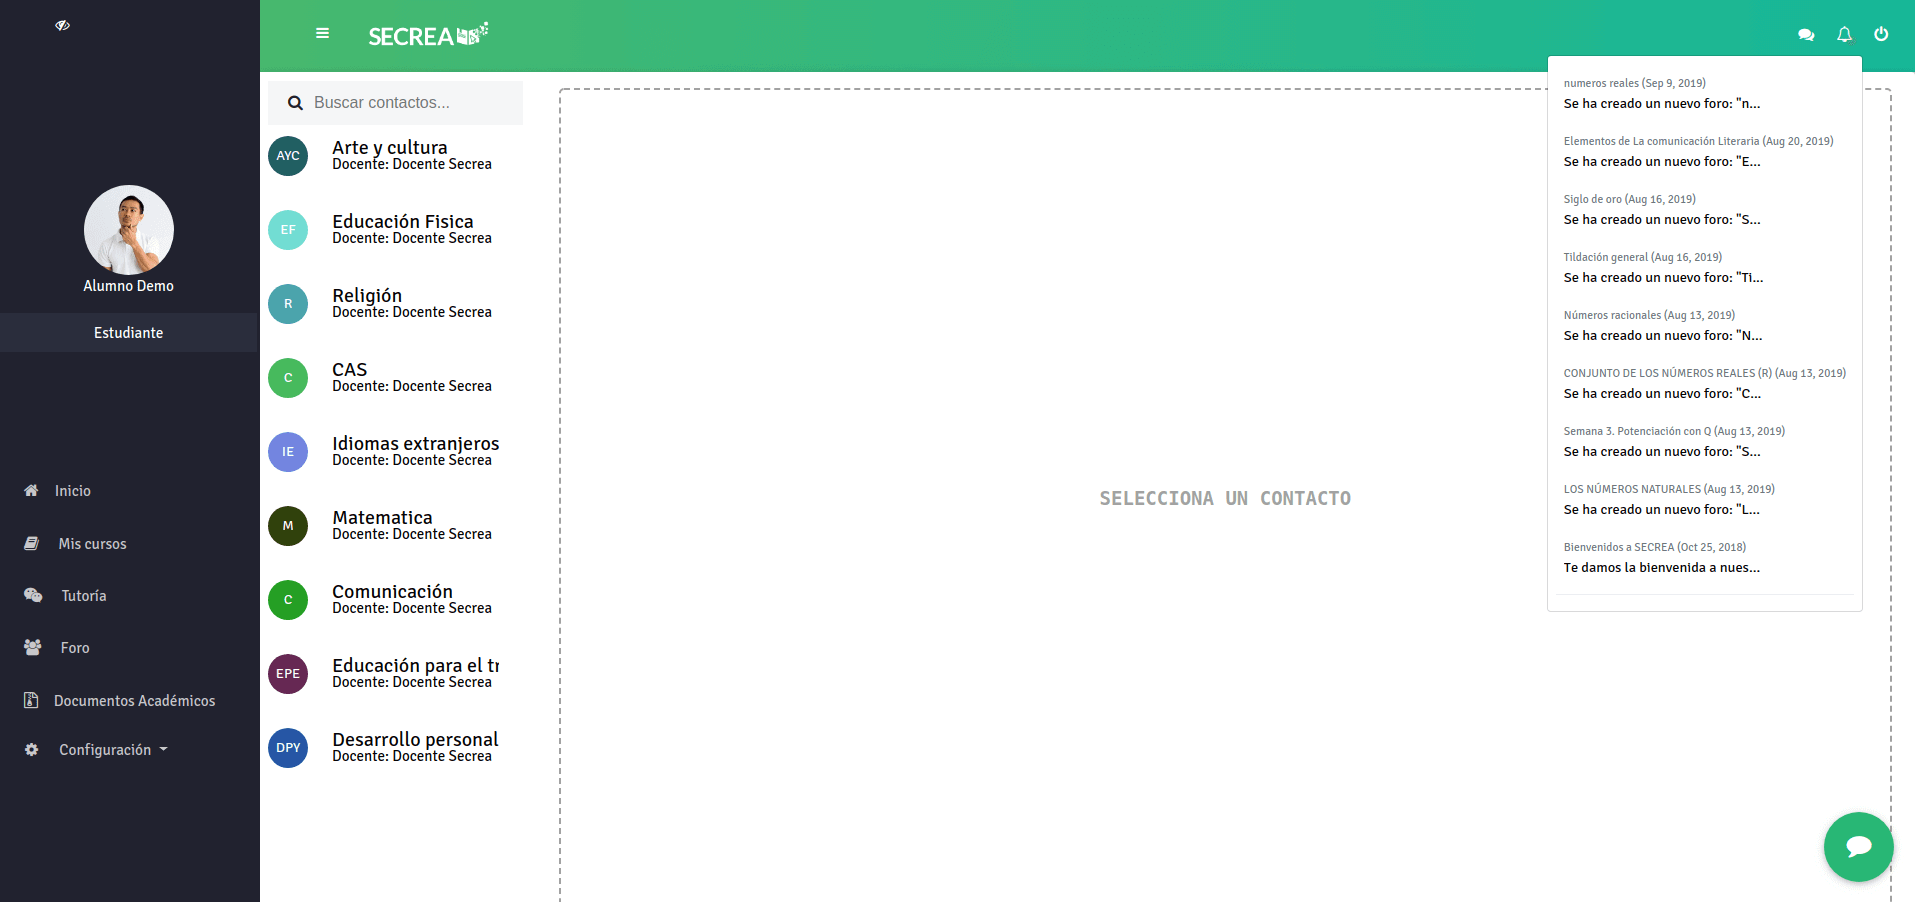 SECREA
Alumno Demo
Estudiante
Inicio
Mis cursos
Tutoría
Foro
Documentos Académicos
Configuración
Buscar contactos...
AYC
Arte y cultura
Docente: Docente Secrea
EF
Educación Fisica
Docente: Docente Secrea
R
Religión
Docente: Docente Secrea
C
CAS
Docente: Docente Secrea
IE
Idiomas extranjeros
Docente: Docente Secrea
M
Matematica
Docente: Docente Secrea
C
Comunicación
Docente: Docente Secrea
EPE
Educación para el tr
Docente: Docente Secrea
DPY
Desarrollo personal
Docente: Docente Secrea
SELECCIONA UN CONTACTO
numeros reales (Sep 9, 2019)
Se ha creado un nuevo foro: "n...
Elementos de La comunicación Literaria (Aug 20, 2019)
Se ha creado un nuevo foro: "E...
Siglo de oro (Aug 16, 2019)
Se ha creado un nuevo foro: "S...
Tildación general (Aug 16, 2019)
Se ha creado un nuevo foro: "Ti...
Números racionales (Aug 13, 2019)
Se ha creado un nuevo foro: "N...
CONJUNTO DE LOS NÚMEROS REALES (R) (Aug 13, 2019)
Se ha creado un nuevo foro: "C...
Semana 3. Potenciación con Q (Aug 13, 2019)
Se ha creado un nuevo foro: "S...
LOS NÚMEROS NATURALES (Aug 13, 2019)
Se ha creado un nuevo foro: "L...
Bienvenidos a SECREA (Oct 25, 2018)
Te damos la bienvenida a nues...